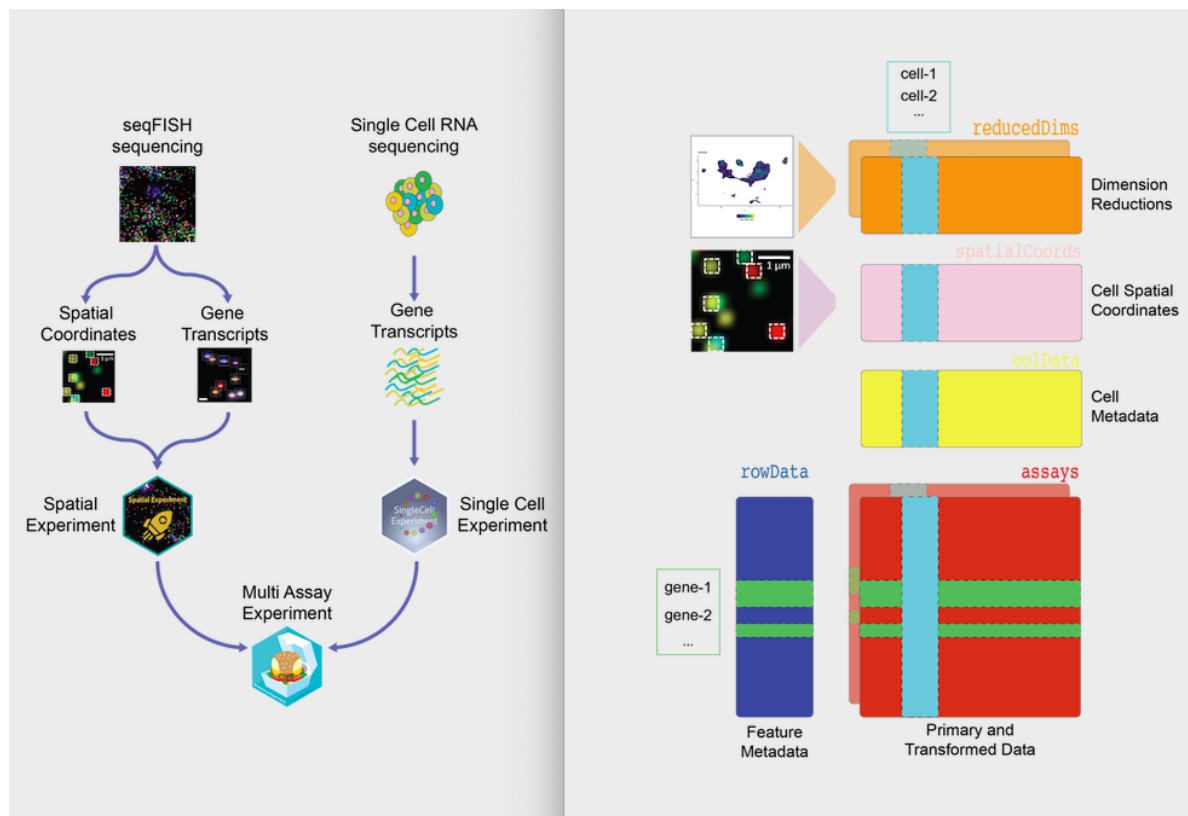 seqFISH
sequencing
Single Cell RNA
sequencing
Spatial
Coordinates
Gene
Transcripts
Gene
Transcripts
1 µm
Spatial
Experiment
Spatial Experiment
SingleCell
Experiment
Single Cell
Experiment
Multi Assay
Experiment
cell-1
cell-2
...
reducedDims
Dimension
Reductions
spatialCoords
1 µm
Cell Spatial
Coordinates
colData
Cell
Metadata
rowData
assays
gene-1
gene-2
...
Feature
Metadata
Primary and
Transformed Data